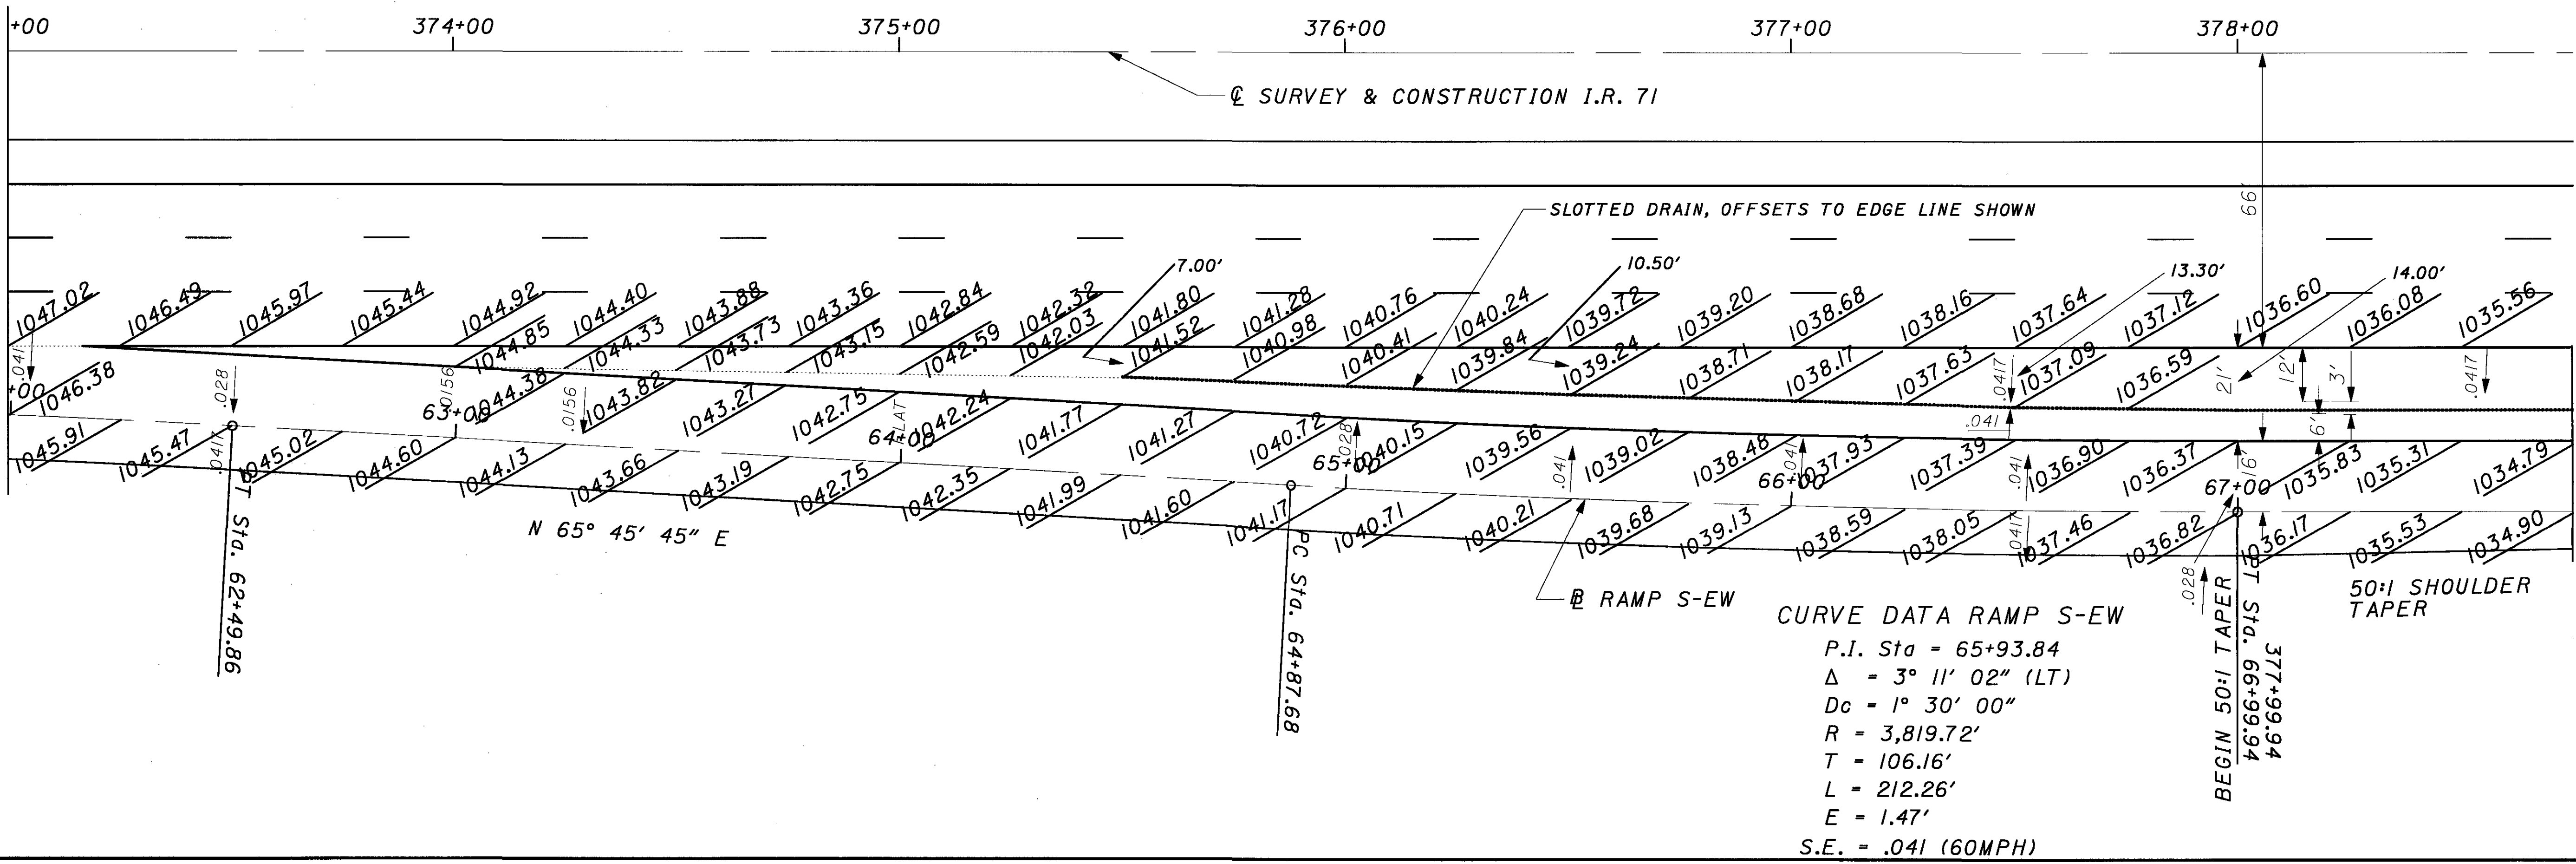 +00 374+00 375+00 376+00 377+00 378+00
℄ SURVEY & CONSTRUCTION I.R. 71
66'
SLOTTED DRAIN, OFFSETS TO EDGE LINE SHOWN
7.00' 10.50' 13.30' 14.00'
1047.02 1046.49 1045.97 1045.44 1044.92 1044.40 1043.88 1043.36 1042.84 1042.32 1041.80 1041.28 1040.76 1040.24 1039.72 1039.20 1038.68 1038.16 1037.64 1037.12 1036.60 1036.08 1035.56
1044.85 1044.33 1043.73 1043.15 1042.59 1042.03 1041.52 1040.98 1040.41 1039.84 1039.24 1038.71 1038.17 1037.63 1037.09 1036.59
.041 .028 .0156 .0156 FLAT .0417 21' 12' 3' .0417
+00 1046.38 63+00 1044.38 1043.82 1043.27 1042.75 64+00 1042.24 1041.77 1041.27 1040.72 65+00 1040.15 1039.56 1039.02 1038.48 66+00 1037.93 1037.39 1036.90 1036.37 67+00 1035.83 1035.31 1034.79
.0417 .028 .041 .041 .041 .041 16' 6'
1045.91 1045.47 1045.02 1044.60 1044.13 1043.66 1043.19 1042.75 1042.35 1041.99 1041.60 1041.17 1040.71 1040.21 1039.68 1039.13 1038.59 1038.05 1037.46 1036.82 1036.17 1035.53 1034.90
.0417 .028
N 65° 45' 45" E
PT Sta. 62+49.86
PC Sta. 64+87.68
BEGIN 50:1 TAPER
PT Sta. 66+99.94
377+99.94
RAMP S-EW
50:1 SHOULDER
TAPER
CURVE DATA RAMP S-EW
P.I. Sta = 65+93.84
Δ = 3° 11' 02" (LT)
Dc = 1° 30' 00"
R = 3,819.72'
T = 106.16'
L = 212.26'
E = 1.47'
S.E. = .041 (60MPH)